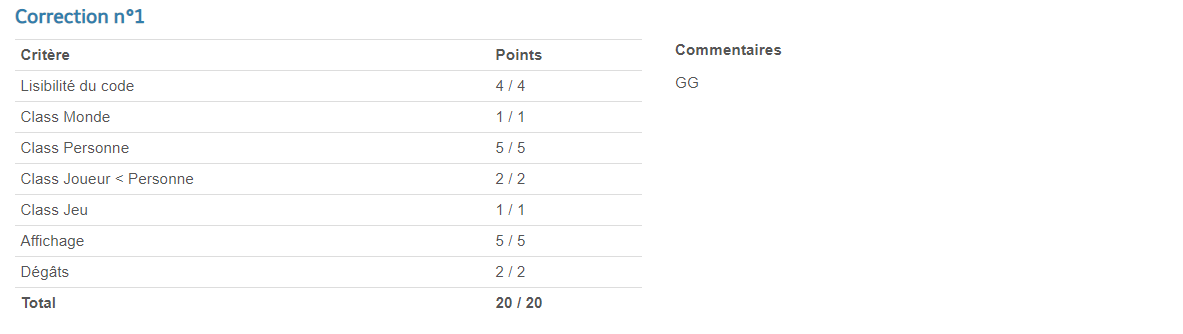 Correction n°1
Critère Points
Lisibilité du code 4 / 4
Class Monde 1 / 1
Class Personne 5 / 5
Class Joueur < Personne 2 / 2
Class Jeu 1 / 1
Affichage 5 / 5
Dégâts 2 / 2
Total 20 / 20
Commentaires
GG